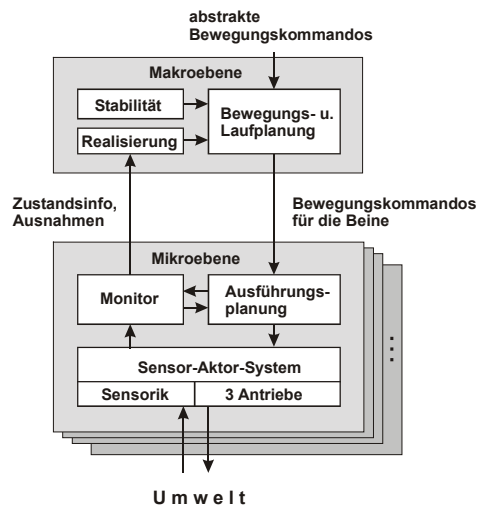 abstrakte
Bewegungskommandos
Makroebene
Stabilität
Realisierung
Bewegungs- u.
Laufplanung
Zustandsinfo,
Ausnahmen
Bewegungskommandos
für die Beine
Mikroebene
Monitor
Ausführungs-
planung
Sensor-Aktor-System
Sensorik
3 Antriebe
...
Umwelt